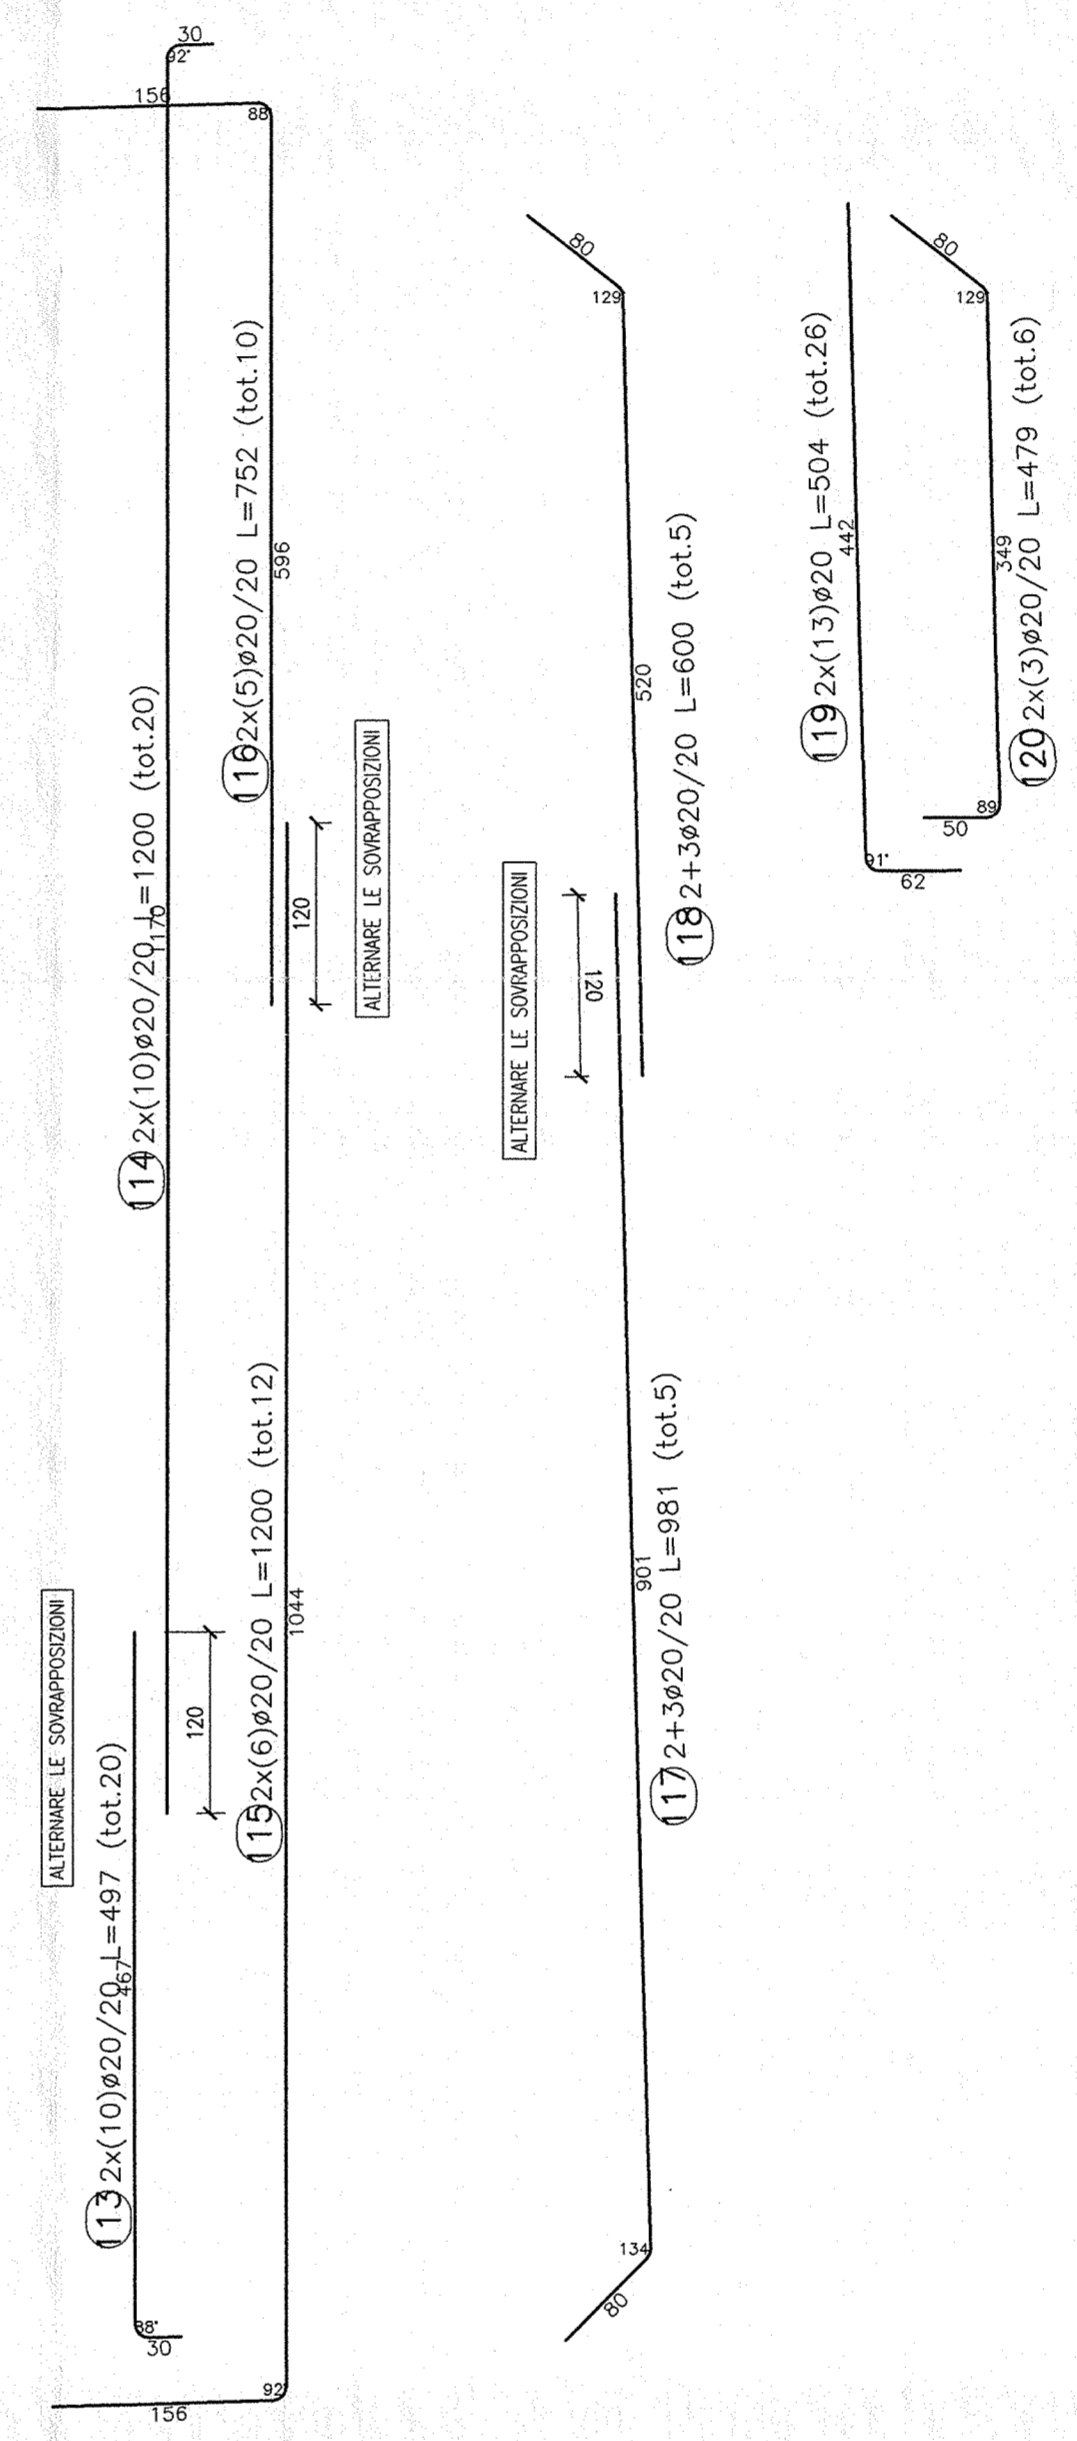 30
92°
156
88
114 2x(10)ø20/20 L=1200 (tot.20)
1170
116 2x(5)ø20/20 L=752 (tot.10)
596
120
ALTERNARE LE SOVRAPPOSIZIONI
ALTERNARE LE SOVRAPPOSIZIONI
113 2x(10)ø20/20 L=497 (tot.20)
467
88°
30
120
115 2x(6)ø20/20 L=1200 (tot.12)
1044
92
156
80
129
118 2+3ø20/20 L=600 (tot.5)
520
120
ALTERNARE LE SOVRAPPOSIZIONI
117 2+3ø20/20 L=981 (tot.5)
901
134
80
119 2x(13)ø20 L=504 (tot.26)
442
91°
62
80
129
120 2x(3)ø20/20 L=479 (tot.6)
349
89
50